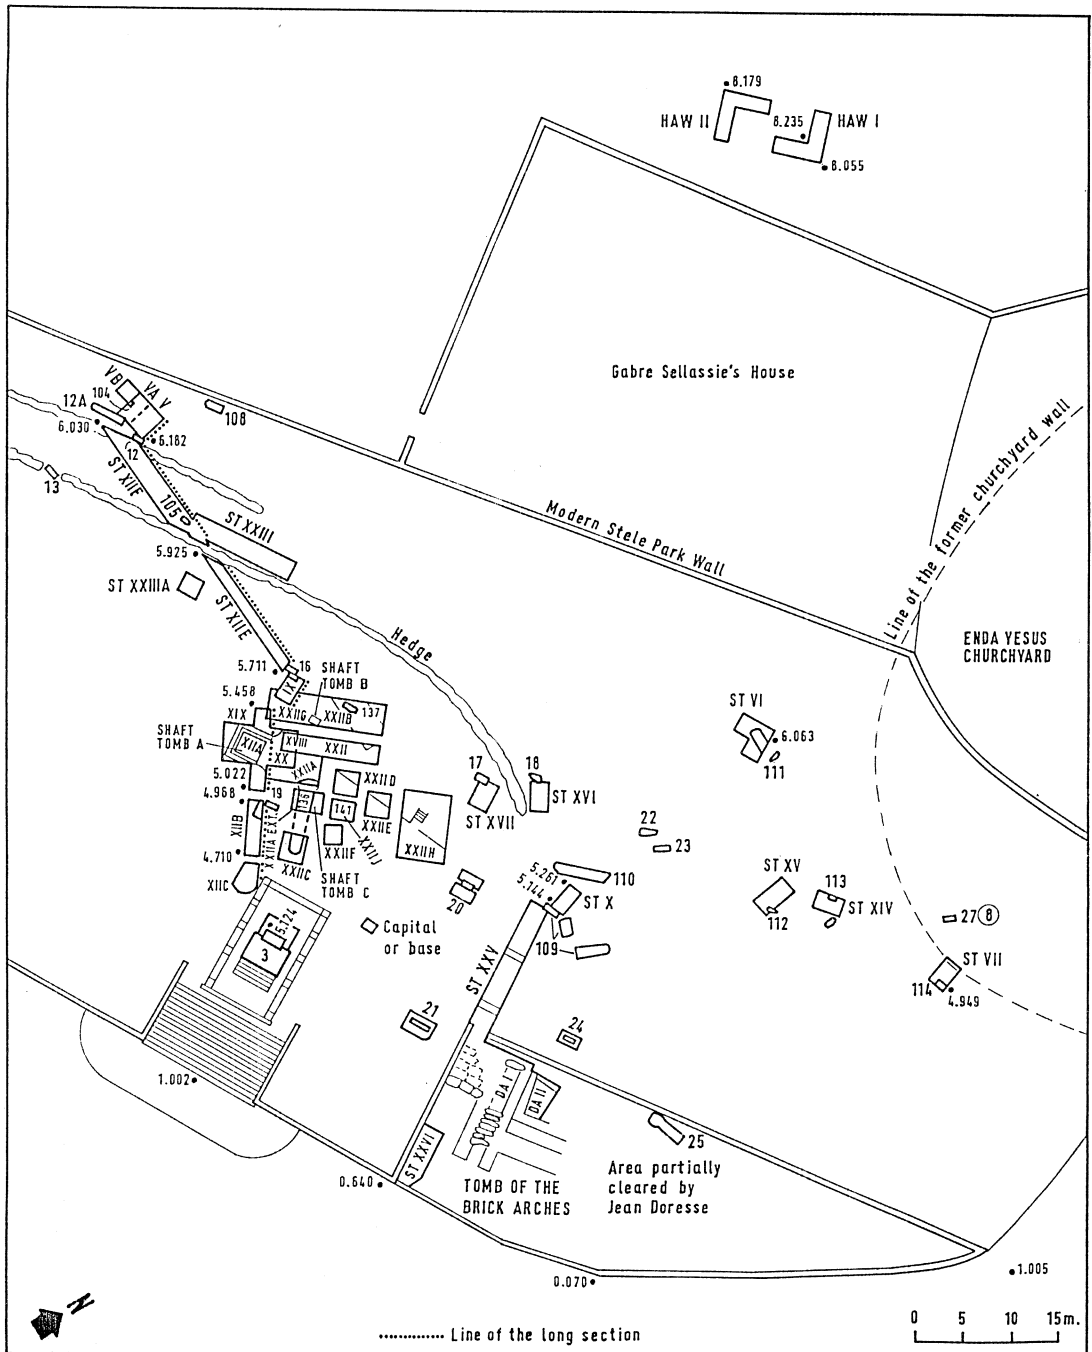 8.179
HAW II
8.235
HAW I
8.055
Gabre Sellassie's House
Line of the former churchyard wall
Modern Stele Park Wall
ENDA YESUS
CHURCHYARD
VB
VA
V
104
12A
6.030
12
6.182
108
ST XIIF
13
105
ST XXIII
5.925
ST XXIIIA
ST XIIE
Hedge
5.711
16
SHAFT
TOMB B
IX
5.458
XIX
XXIIG
XXIIB
137
SHAFT
TOMB A
XIIA
XVIII
XX
XXII
XXIIA
5.022
4.968
19
136
141
XXIID
XXIIE
XXIIJ
XXIIF
XXIIH
XIIB
XXIIA EXT.
4.710
XIIC
XXIIC
SHAFT
TOMB C
17
ST XVII
18
ST XVI
ST VI
6.063
111
22
23
5.261
5.144
110
ST X
109
20
Capital
or base
5.124
3
ST XXV
21
24
ST XV
112
113
ST XIV
27 8
ST VII
114
4.949
1.002
DA I
DA II
25
ST XXVI
0.640
TOMB OF THE
BRICK ARCHES
Area partially
cleared by
Jean Doresse
0.070
1.005
N
Line of the long section
0 5 10 15m.